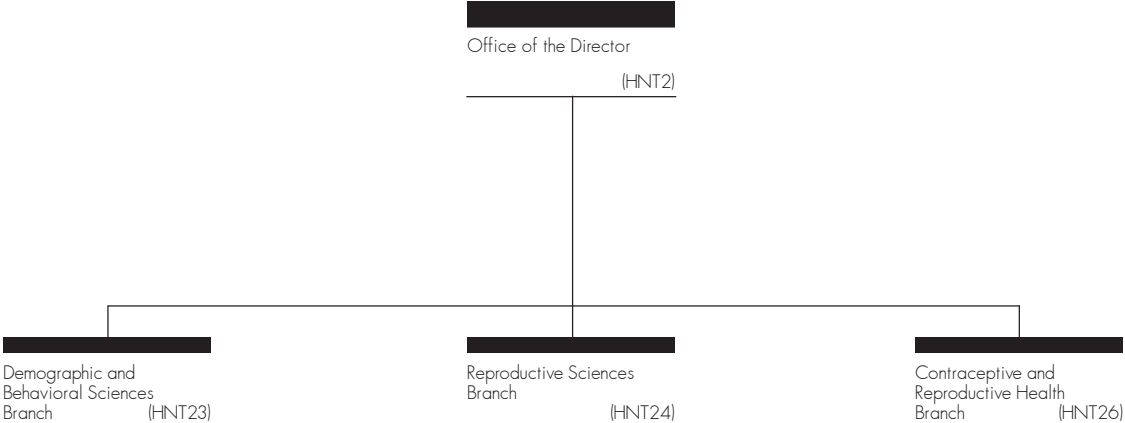 Office of the Director
(HNT2)
Demographic and
Behavioral Sciences
Branch (HNT23)
Reproductive Sciences
Branch
(HNT24)
Contraceptive and
Reproductive Health
Branch (HNT26)